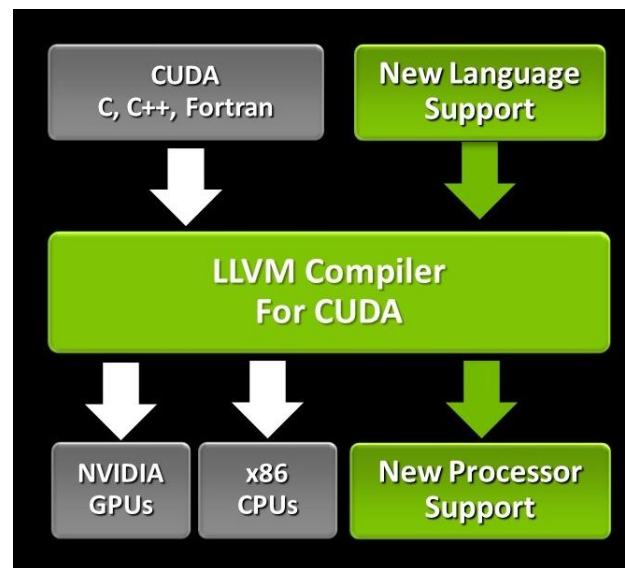 CUDA
C, C++, Fortran
New Language
Support
LLVM Compiler
For CUDA
NVIDIA
GPUs
x86
CPUs
New Processor
Support